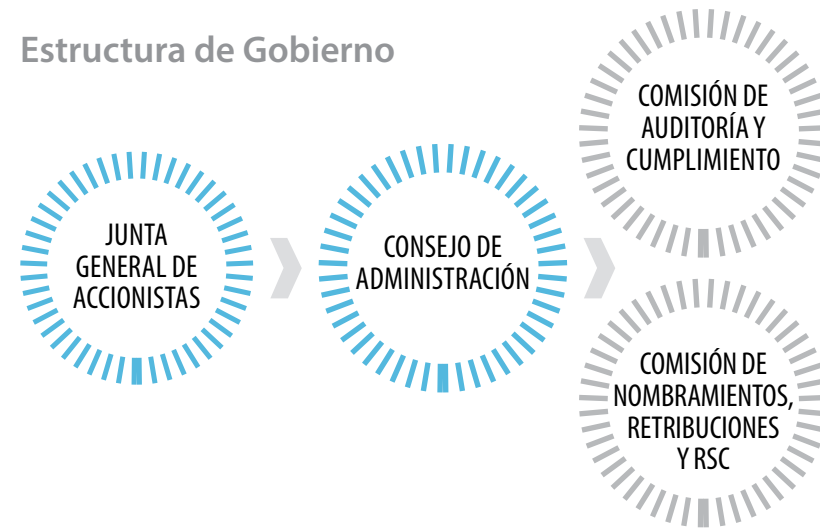 Estructura de Gobierno
JUNTA
GENERAL DE
ACCIONISTAS
CONSEJO DE
ADMINISTRACIÓN
COMISIÓN DE
AUDITORÍA Y
CUMPLIMIENTO
COMISIÓN DE
NOMBRAMIENTOS,
RETRIBUCIONES
Y RSC